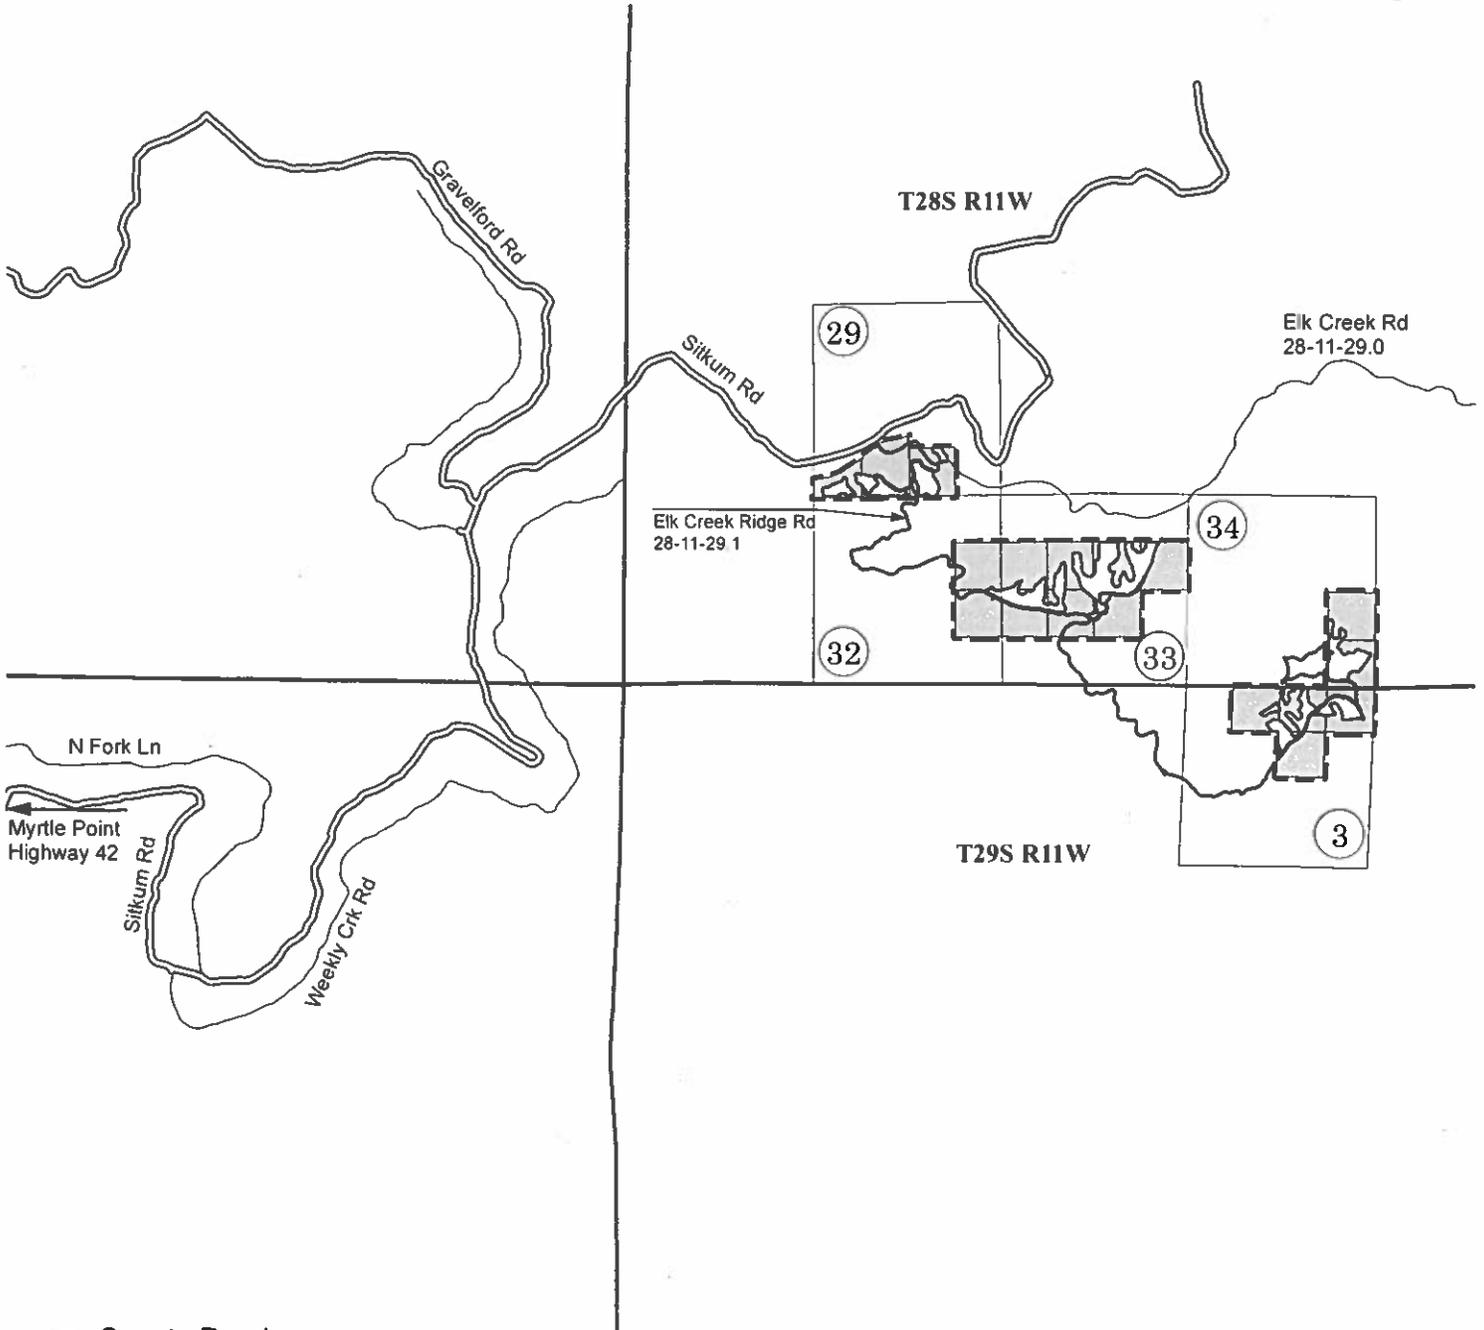 Gravelford Rd
T28S R11W
29
Elk Creek Rd
28-11-29.0
Sitkum Rd
Elk Creek Ridge Rd
28-11-29.1
34
32
33
N Fork Ln
Myrtle Point
Highway 42
Sitkum Rd
Weekly Crk Rd
T29S R11W
3